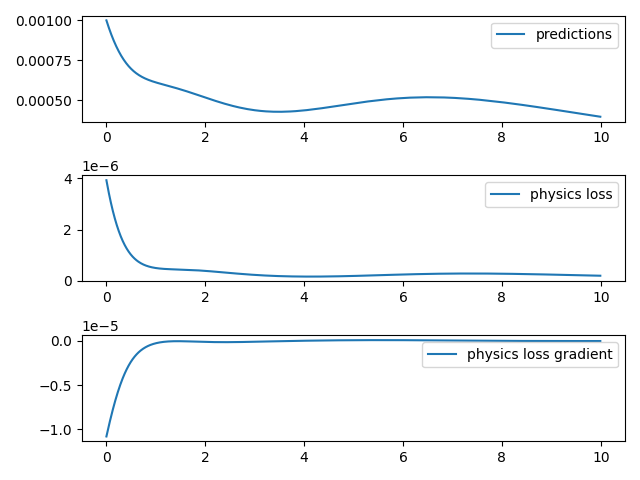 0.00100
0.00075
0.00050
predictions
0 2 4 6 8 10
1e−6
4
2
0
physics loss
0 2 4 6 8 10
1e−5
0.0
−0.5
−1.0
physics loss gradient
0 2 4 6 8 10